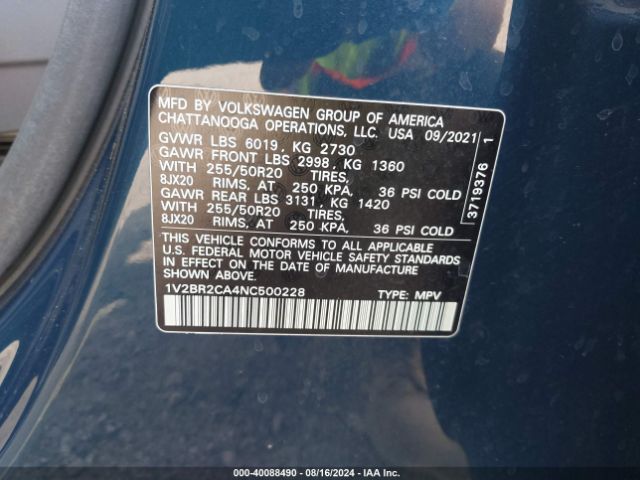 MFD BY VOLKSWAGEN GROUP OF AMERICA
CHATTANOOGA OPERATIONS, LLC. USA 09/2021
GVWR LBS 6019, KG 2730
GAWR FRONT LBS 2998, KG 1360
WITH 255/50R20 TIRES,
8JX20 RIMS, AT 250 KPA, 36 PSI COLD
GAWR REAR LBS 3131, KG 1420
WITH 255/50R20 TIRES,
8JX20 RIMS, AT 250 KPA, 36 PSI COLD
THIS VEHICLE CONFORMS TO ALL APPLICABLE
U.S. FEDERAL MOTOR VEHICLE SAFETY STANDARDS
IN EFFECT ON THE DATE OF MANUFACTURE
SHOWN ABOVE.
1V2BR2CA4NC500228 TYPE: MPV
3719376 1
000-40088490 - 08/16/2024 - IAA Inc.